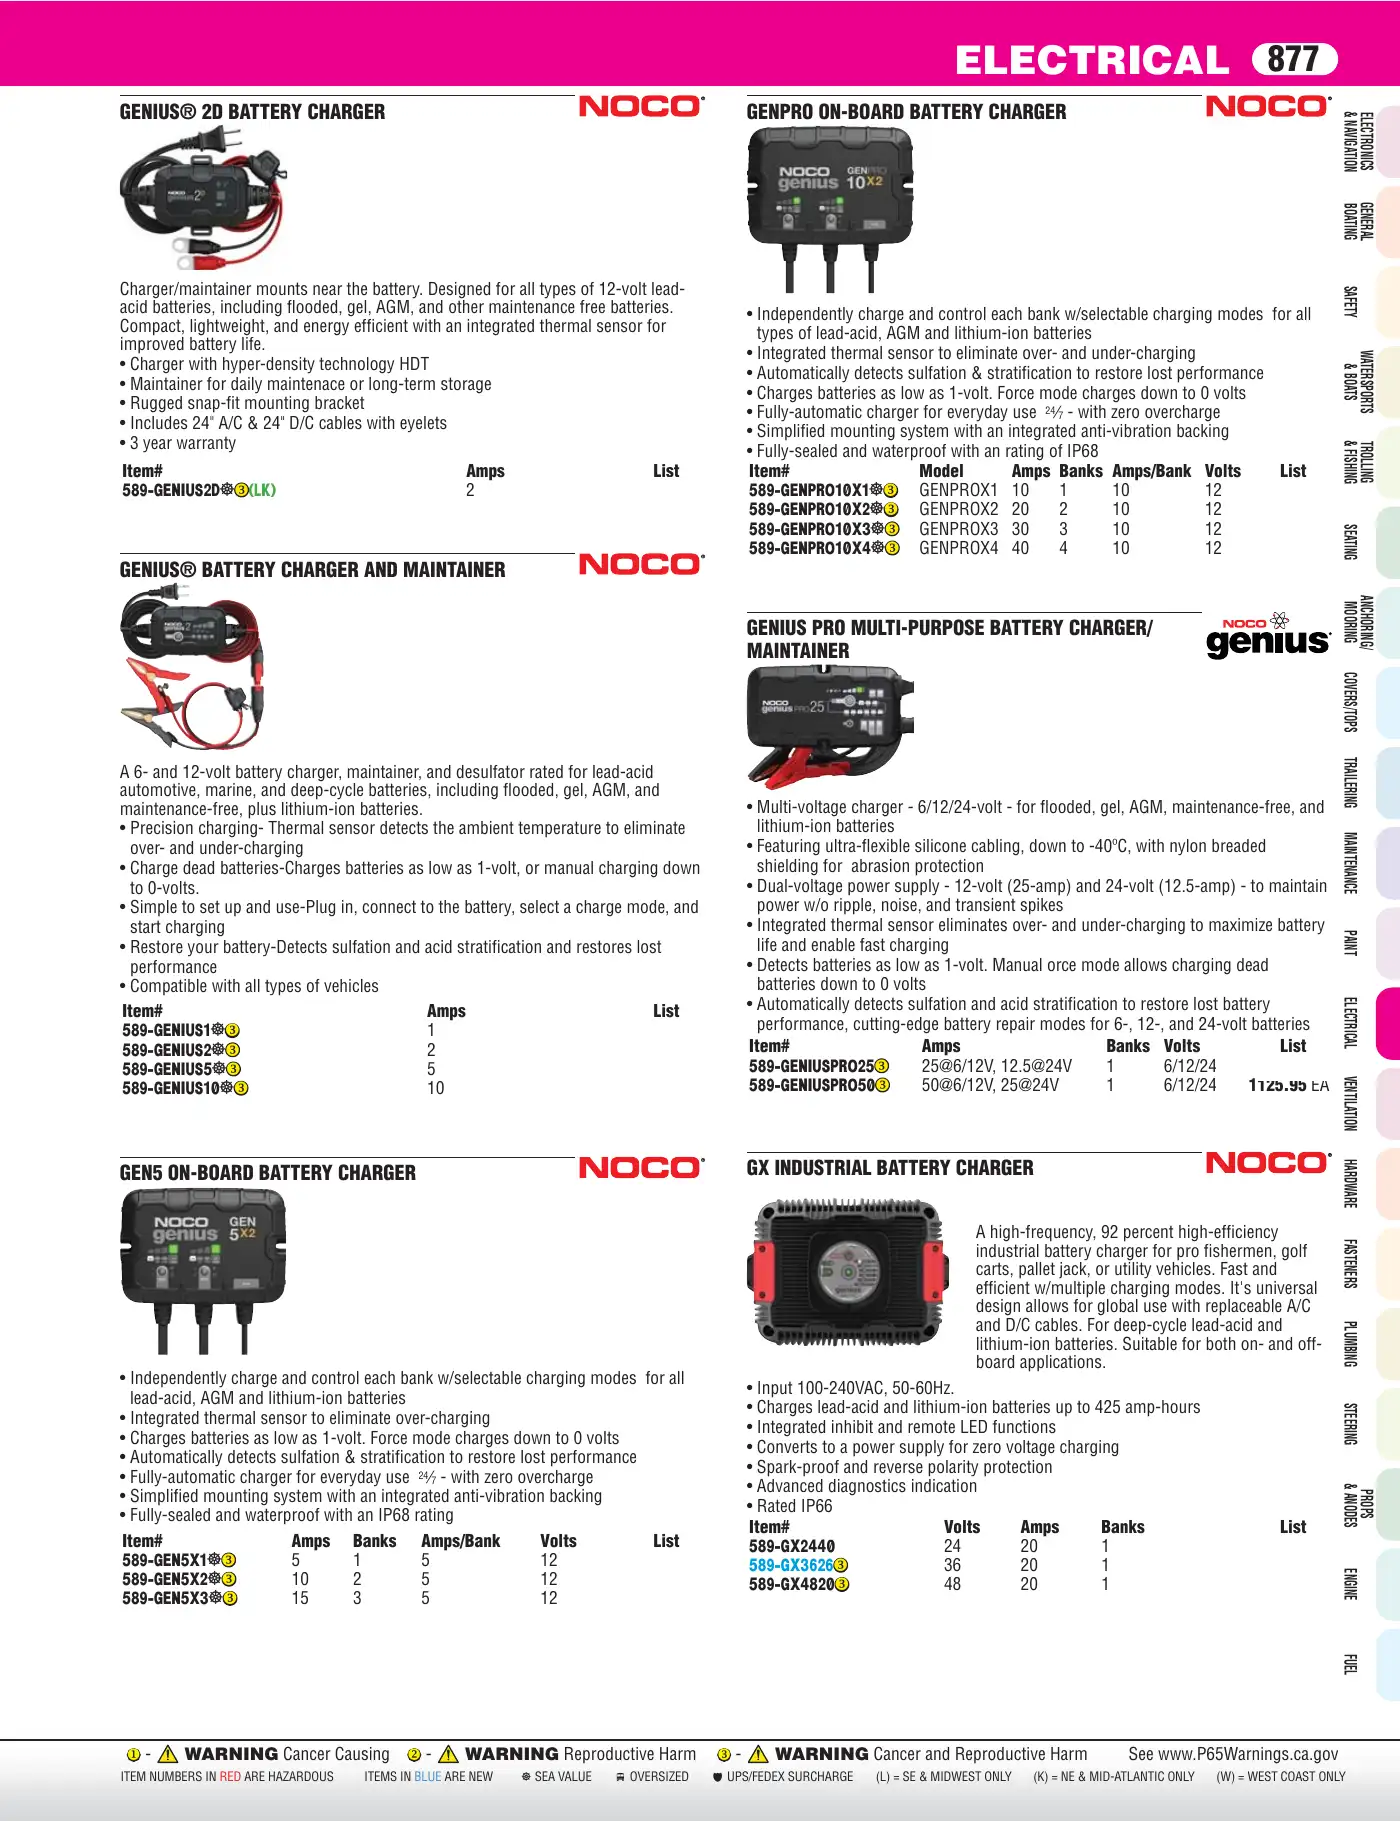 ELECTRICAL 877
GENIUS® 2D BATTERY CHARGER
NOCO
NOCO
genius 2D
Charger/maintainer mounts near the battery. Designed for all types of 12-volt lead-
acid batteries, including flooded, gel, AGM, and other maintenance free batteries.
Compact, lightweight, and energy efficient with an integrated thermal sensor for
improved battery life.
• Charger with hyper-density technology HDT
• Maintainer for daily maintenace or long-term storage
• Rugged snap-fit mounting bracket
• Includes 24" A/C & 24" D/C cables with eyelets
• 3 year warranty
Item# Amps List
589-GENIUS2D☸③(LK) 2
GENIUS® BATTERY CHARGER AND MAINTAINER
NOCO
NOCO
genius 2
A 6- and 12-volt battery charger, maintainer, and desulfator rated for lead-acid
automotive, marine, and deep-cycle batteries, including flooded, gel, AGM, and
maintenance-free, plus lithium-ion batteries.
• Precision charging- Thermal sensor detects the ambient temperature to eliminate
over- and under-charging
• Charge dead batteries-Charges batteries as low as 1-volt, or manual charging down
to 0-volts.
• Simple to set up and use-Plug in, connect to the battery, select a charge mode, and
start charging
• Restore your battery-Detects sulfation and acid stratification and restores lost
performance
• Compatible with all types of vehicles
Item# Amps List
589-GENIUS1☸③ 1
589-GENIUS2☸③ 2
589-GENIUS5☸③ 5
589-GENIUS10☸③ 10
GEN5 ON-BOARD BATTERY CHARGER
NOCO
NOCO GEN
genius 5X2
• Independently charge and control each bank w/selectable charging modes for all
lead-acid, AGM and lithium-ion batteries
• Integrated thermal sensor to eliminate over-charging
• Charges batteries as low as 1-volt. Force mode charges down to 0 volts
• Automatically detects sulfation & stratification to restore lost performance
• Fully-automatic charger for everyday use 24⁄7 - with zero overcharge
• Simplified mounting system with an integrated anti-vibration backing
• Fully-sealed and waterproof with an IP68 rating
Item# Amps Banks Amps/Bank Volts List
589-GEN5X1☸③ 5 1 5 12
589-GEN5X2☸③ 10 2 5 12
589-GEN5X3☸③ 15 3 5 12
GENPRO ON-BOARD BATTERY CHARGER
NOCO
NOCO GENPRO
genius 10X2
• Independently charge and control each bank w/selectable charging modes for all
types of lead-acid, AGM and lithium-ion batteries
• Integrated thermal sensor to eliminate over- and under-charging
• Automatically detects sulfation & stratification to restore lost performance
• Charges batteries as low as 1-volt. Force mode charges down to 0 volts
• Fully-automatic charger for everyday use 24⁄7 - with zero overcharge
• Simplified mounting system with an integrated anti-vibration backing
• Fully-sealed and waterproof with an rating of IP68
Item# Model Amps Banks Amps/Bank Volts List
589-GENPRO10X1☸③ GENPROX1 10 1 10 12
589-GENPRO10X2☸③ GENPROX2 20 2 10 12
589-GENPRO10X3☸③ GENPROX3 30 3 10 12
589-GENPRO10X4☸③ GENPROX4 40 4 10 12
GENIUS PRO MULTI-PURPOSE BATTERY CHARGER/
MAINTAINER
NOCO
genius
NOCO
genius PRO 25
• Multi-voltage charger - 6/12/24-volt - for flooded, gel, AGM, maintenance-free, and
lithium-ion batteries
• Featuring ultra-flexible silicone cabling, down to -40ºC, with nylon breaded
shielding for abrasion protection
• Dual-voltage power supply - 12-volt (25-amp) and 24-volt (12.5-amp) - to maintain
power w/o ripple, noise, and transient spikes
• Integrated thermal sensor eliminates over- and under-charging to maximize battery
life and enable fast charging
• Detects batteries as low as 1-volt. Manual orce mode allows charging dead
batteries down to 0 volts
• Automatically detects sulfation and acid stratification to restore lost battery
performance, cutting-edge battery repair modes for 6-, 12-, and 24-volt batteries
Item# Amps Banks Volts List
589-GENIUSPRO25③ 25@6/12V, 12.5@24V 1 6/12/24
589-GENIUSPRO50③ 50@6/12V, 25@24V 1 6/12/24 1125.95 EA
GX INDUSTRIAL BATTERY CHARGER
NOCO
A high-frequency, 92 percent high-efficiency
industrial battery charger for pro fishermen, golf
carts, pallet jack, or utility vehicles. Fast and
efficient w/multiple charging modes. It's universal
design allows for global use with replaceable A/C
and D/C cables. For deep-cycle lead-acid and
lithium-ion batteries. Suitable for both on- and off-
board applications.
• Input 100-240VAC, 50-60Hz.
• Charges lead-acid and lithium-ion batteries up to 425 amp-hours
• Integrated inhibit and remote LED functions
• Converts to a power supply for zero voltage charging
• Spark-proof and reverse polarity protection
• Advanced diagnostics indication
• Rated IP66
Item# Volts Amps Banks List
589-GX2440 24 20 1
589-GX3626③ 36 20 1
589-GX4820③ 48 20 1
ELECTRONICS
& NAVIGATION
GENERAL
BOATING
SAFETY
WATERSPORTS
& BOATS
TROLLING
& FISHING
SEATING
ANCHORING/
MOORING
COVERS/TOPS
TRAILERING
MAINTENANCE
PAINT
ELECTRICAL
VENTILATION
HARDWARE
FASTENERS
PLUMBING
STEERING
PROPS
& ANODES
ENGINE
FUEL
① - ⚠ WARNING Cancer Causing ② - ⚠ WARNING Reproductive Harm ③ - ⚠ WARNING Cancer and Reproductive Harm See www.P65Warnings.ca.gov
ITEM NUMBERS IN RED ARE HAZARDOUS ITEMS IN BLUE ARE NEW ☸ SEA VALUE OVERSIZED UPS/FEDEX SURCHARGE (L) = SE & MIDWEST ONLY (K) = NE & MID-ATLANTIC ONLY (W) = WEST COAST ONLY